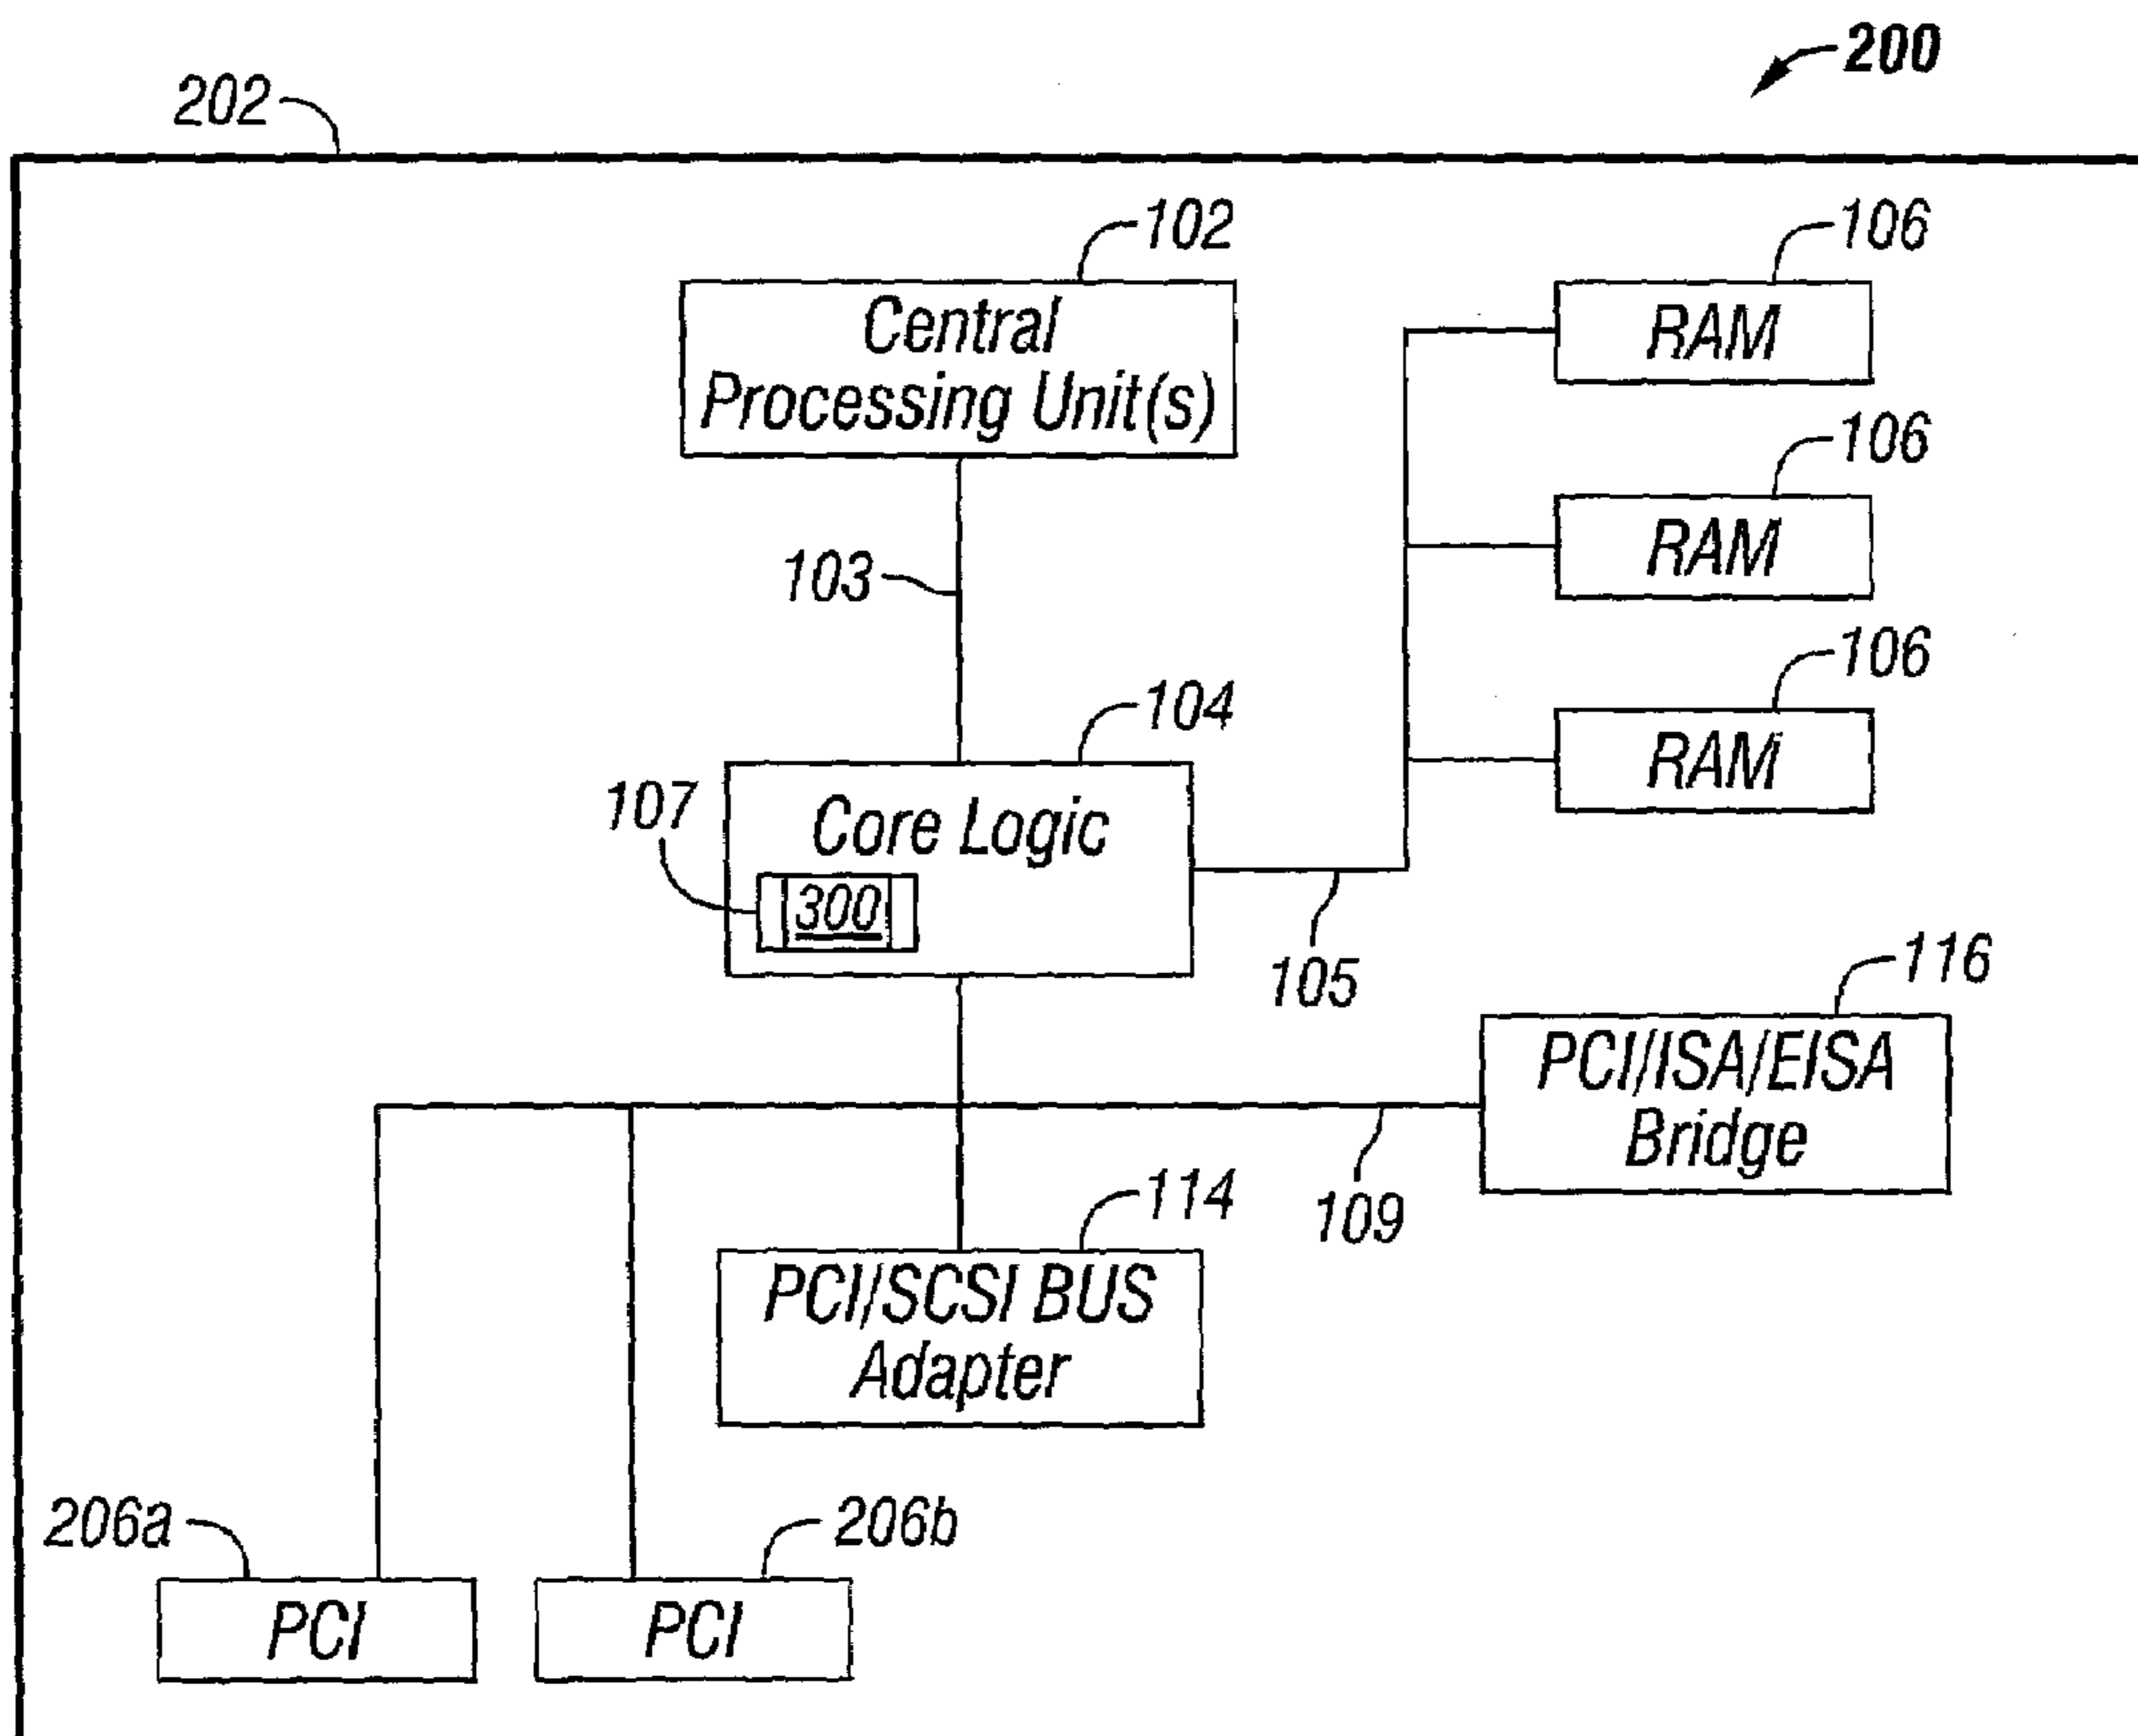 200
202
102
Central
Processing Unit(s)
106
RAM
106
RAM
103
106
RAM
104
107
Core Logic
300
105
116
PCI/ISA/EISA
Bridge
109
114
PCI/SCSI BUS
Adapter
206a
206b
PCI
PCI